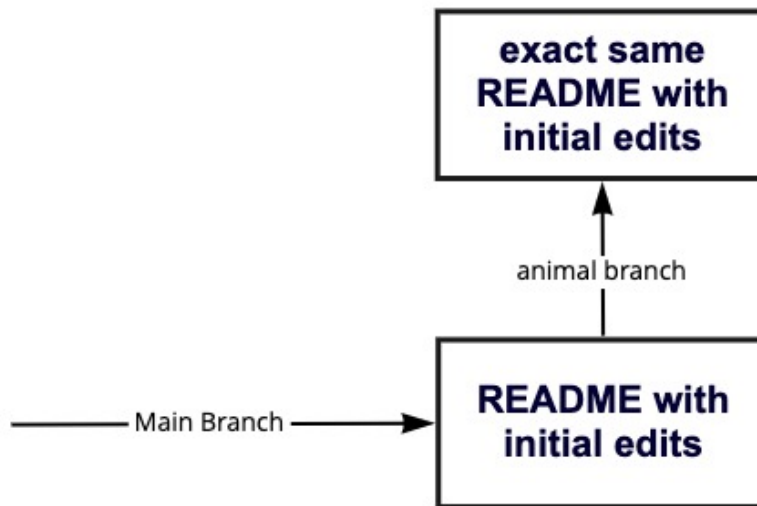 exact same
README with
initial edits
animal branch
Main Branch
README with
initial edits